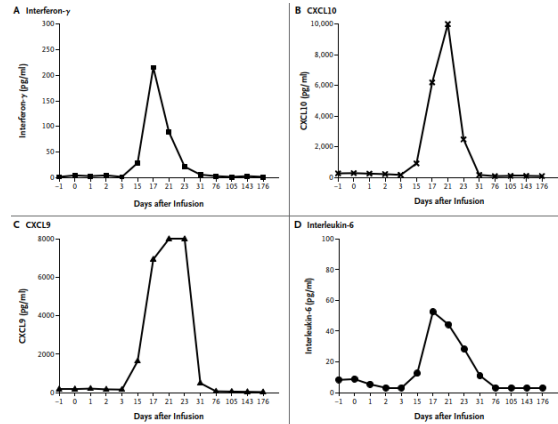 A Interferon-γ
300
250
200
150
100
50
0
Interferon-γ (pg/ml)
−1 0 1 2 3 15 17 21 23 31 76 105 143 176
Days after Infusion
B CXCL10
10,000
8,000
6,000
4,000
2,000
0
CXCL10 (pg/ml)
−1 0 1 2 3 15 17 21 23 31 76 105 143 176
Days after Infusion
C CXCL9
8000
6000
4000
2000
0
CXCL9 (pg/ml)
−1 0 1 2 3 15 17 21 23 31 76 105 143 176
Days after Infusion
D Interleukin-6
100
80
60
40
20
0
Interleukin-6 (pg/ml)
−1 0 1 2 3 15 17 21 23 31 76 105 143 176
Days after Infusion